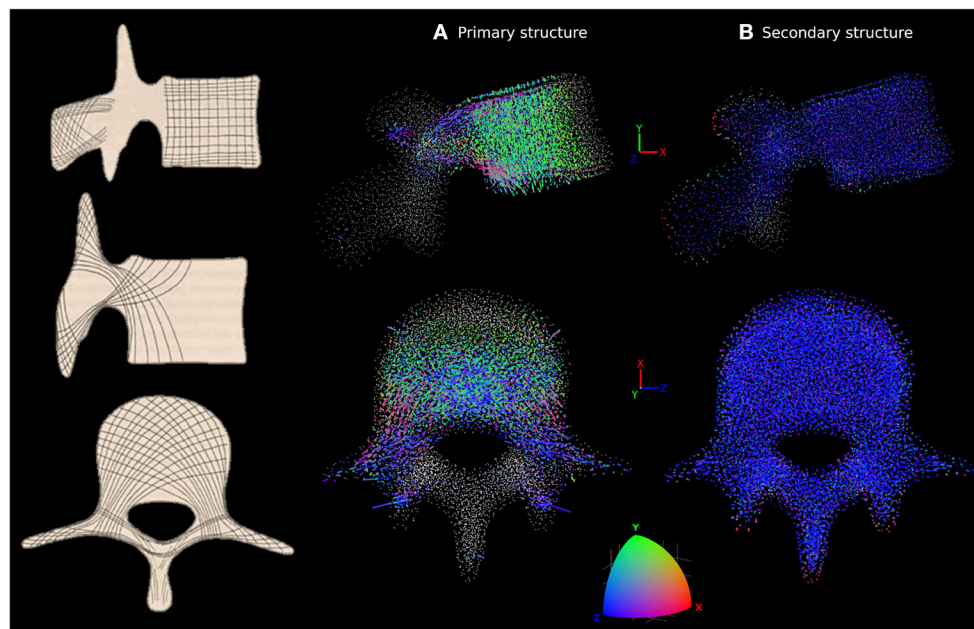 A Primary structure
B Secondary structure
Y
Z X
X
Y Z
Y
Z X